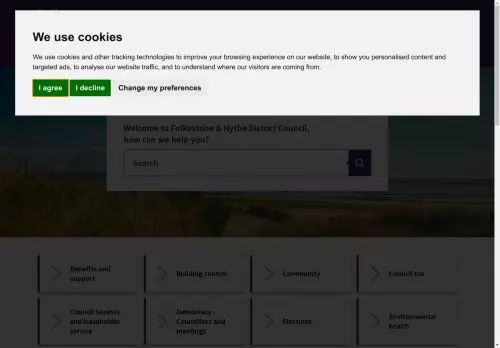 We use cookies
We use cookies and other tracking technologies to improve your browsing experience on our website, to show you personalised content and
targeted ads, to analyse our website traffic, and to understand where our visitors are coming from.
I agree I decline Change my preferences
Welcome to Folkestone & Hythe District Council,
how can we help you?
Search
Benefits and
support
Building control
Community
Council tax
Council tenants
and leaseholder
service
Democracy -
Councillors and
meetings
Elections
Environmental
health